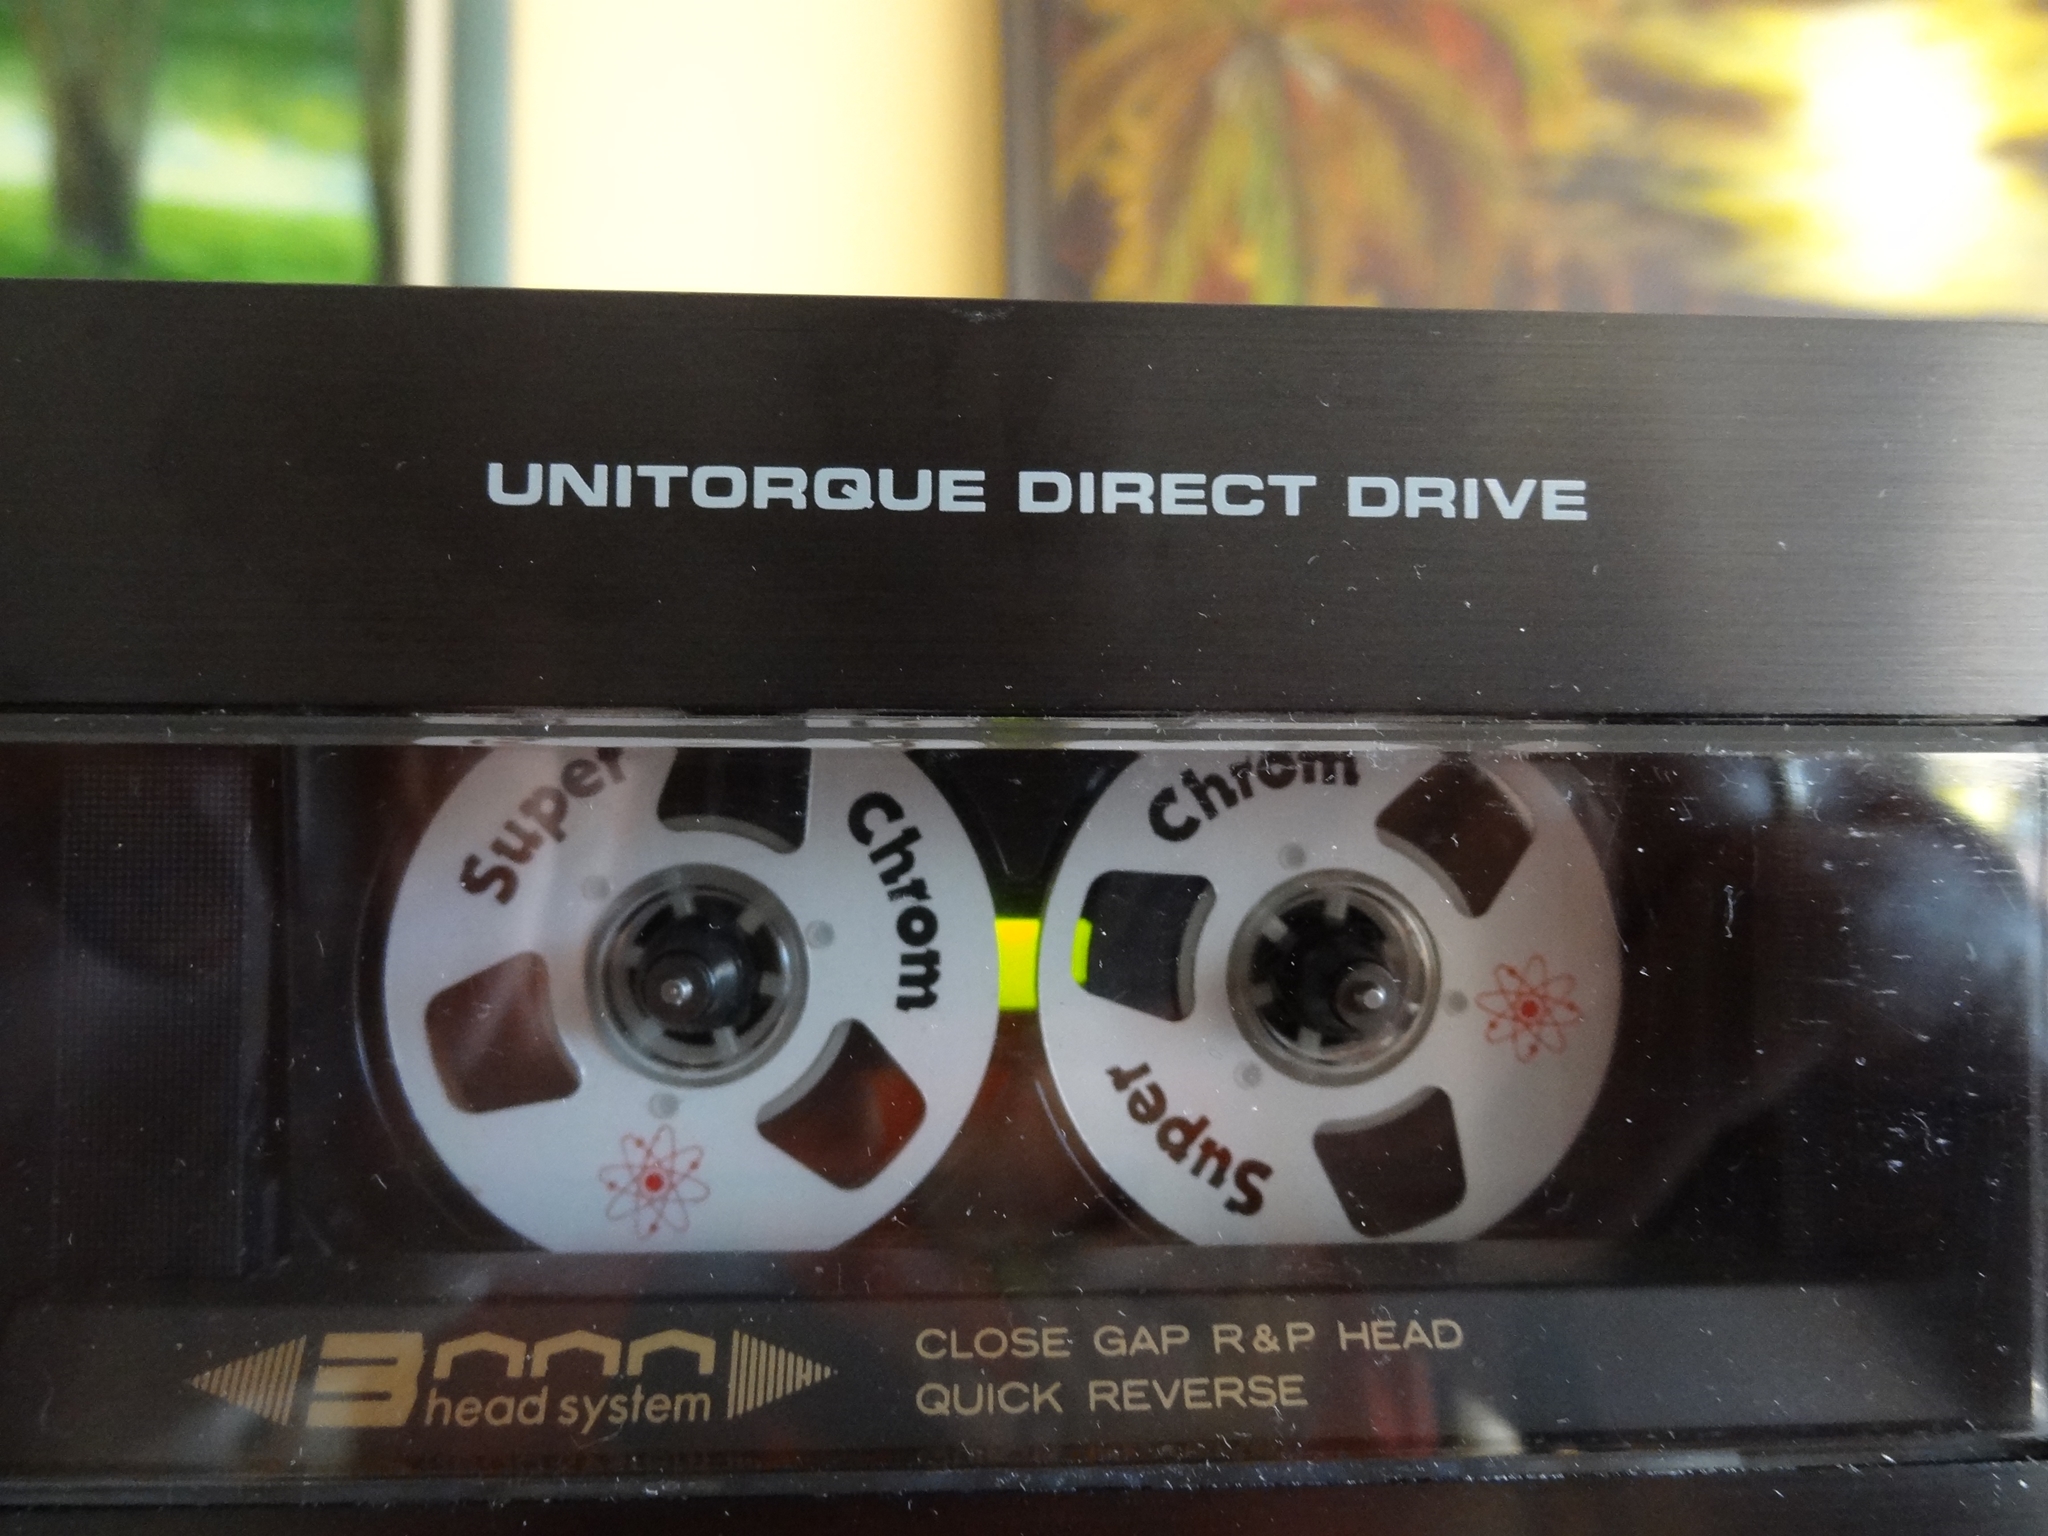 UNITORQUE DIRECT DRIVE
Super
Chrom
Chrom
Super
3 head system
CLOSE GAP R&P HEAD
QUICK REVERSE